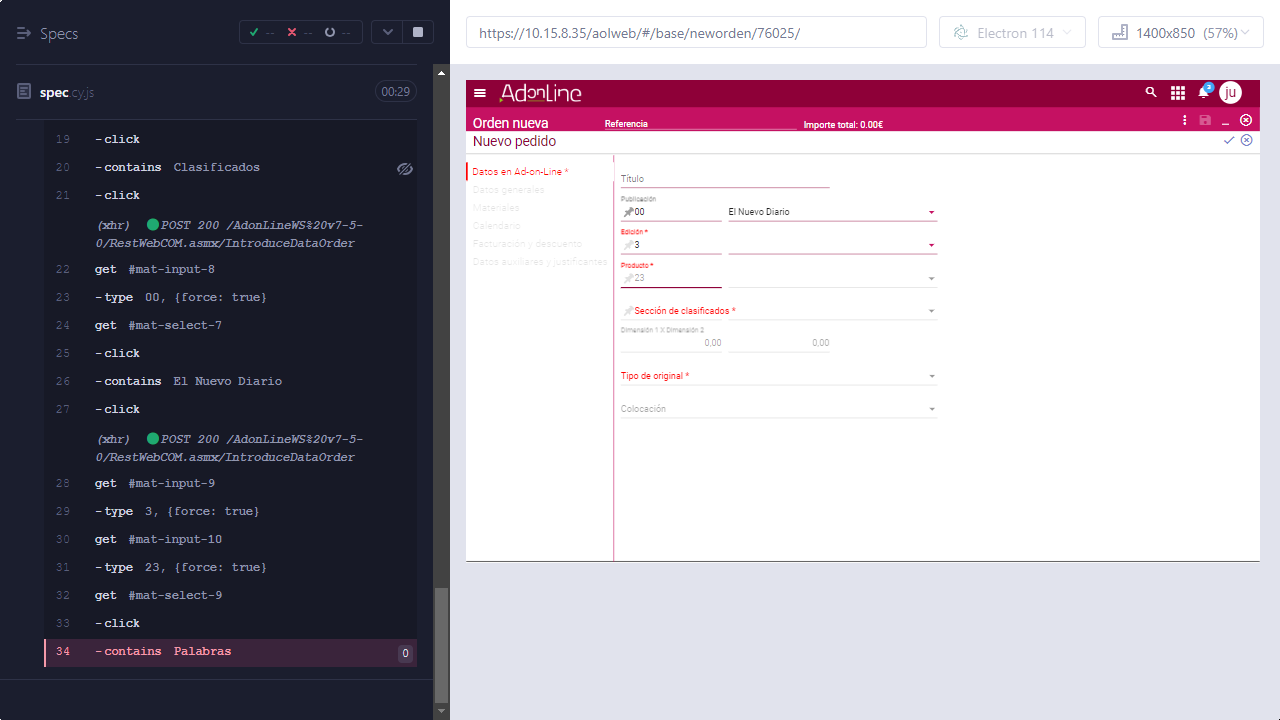 Specs
-- -- --
spec.cy.js
00:29
19 -click
20 -contains Clasificados
21 -click
(xhr) POST 200 /AdonLineWS%20v7-5-
0/RestWebCOM.asmx/IntroduceDataOrder
22 get #mat-input-8
23 -type 00, {force: true}
24 get #mat-select-7
25 -click
26 -contains El Nuevo Diario
27 -click
(xhr) POST 200 /AdonLineWS%20v7-5-
0/RestWebCOM.asmx/IntroduceDataOrder
28 get #mat-input-9
29 -type 3, {force: true}
30 get #mat-input-10
31 -type 23, {force: true}
32 get #mat-select-9
33 -click
34 -contains Palabras 0
https://10.15.8.35/aolweb/#/base/neworden/76025/
Electron 114
1400x850 (57%)
AdonLine
3
ju
Orden nueva
Referencia
Importe total: 0.00€
Nuevo pedido
Datos en Ad-on-Line *
Datos generales
Materiales
Calendario
Facturación y descuento
Datos auxiliares y justificantes
Título
Publicación
00 El Nuevo Diario
Edición *
3
Producto *
23
Sección de clasificados *
Dimensión 1 X Dimensión 2
0,00 0,00
Tipo de original *
Colocación